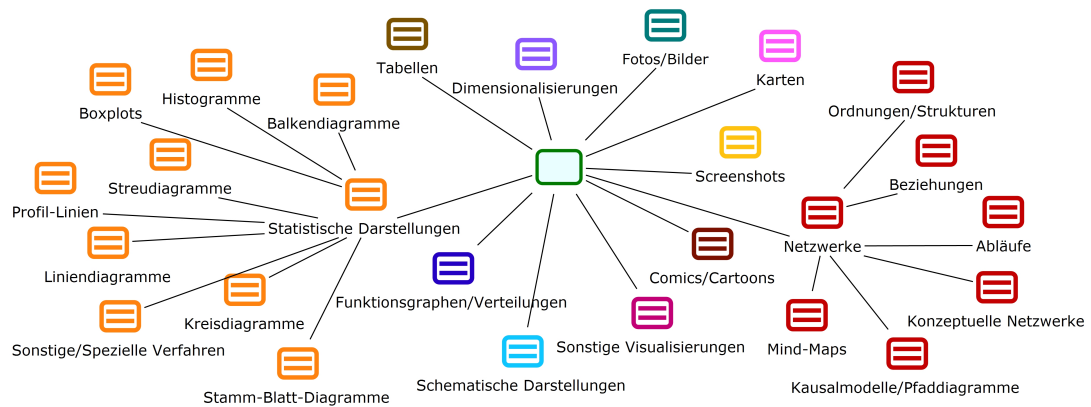 Tabellen
Dimensionalisierungen
Fotos/Bilder
Karten
Boxplots
Histogramme
Balkendiagramme
Ordnungen/Strukturen
Streudiagramme
Screenshots
Beziehungen
Profil-Linien
Statistische Darstellungen
Netzwerke
Abläufe
Liniendiagramme
Funktionsgraphen/Verteilungen
Comics/Cartoons
Kreisdiagramme
Konzeptuelle Netzwerke
Sonstige/Spezielle Verfahren
Sonstige Visualisierungen
Mind-Maps
Stamm-Blatt-Diagramme
Schematische Darstellungen
Kausalmodelle/Pfaddiagramme